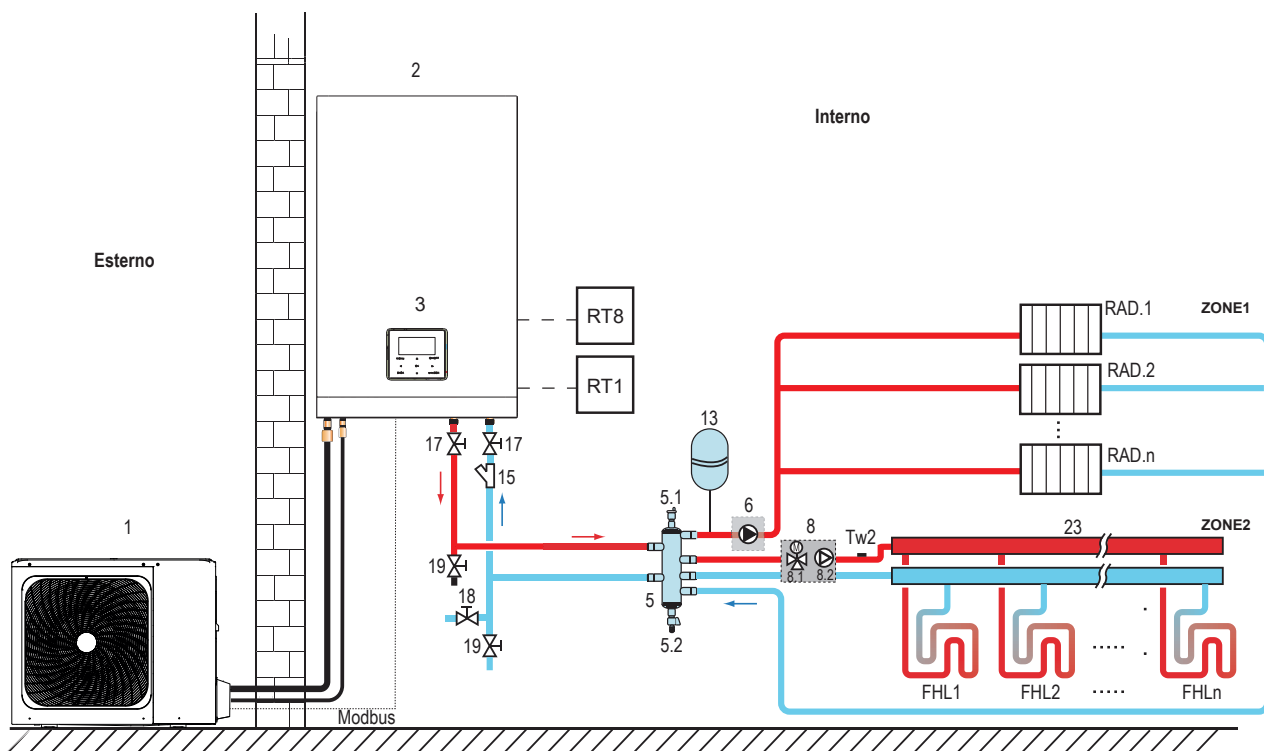 2
Interno
Esterno
3
RT8
RT1
RAD.1
ZONE1
RAD.2
RAD.n
17
17
15
13
5.1
6
8
M
8.1
8.2
Tw2
23
ZONE2
1
19
18
19
5
5.2
FHL1
FHL2
FHLn
Modbus